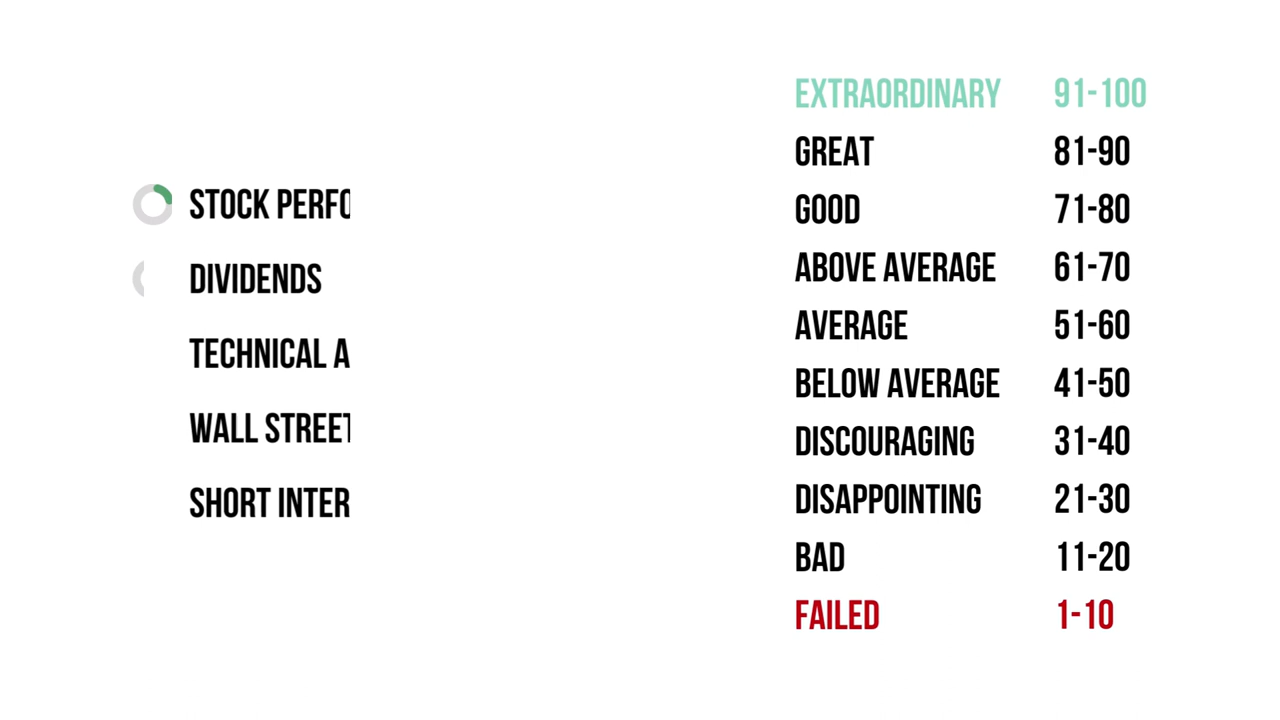 STOCK PERFO
DIVIDENDS
TECHNICAL A
WALL STREET
SHORT INTER
EXTRAORDINARY 91-100
GREAT 81-90
GOOD 71-80
ABOVE AVERAGE 61-70
AVERAGE 51-60
BELOW AVERAGE 41-50
DISCOURAGING 31-40
DISAPPOINTING 21-30
BAD 11-20
FAILED 1-10